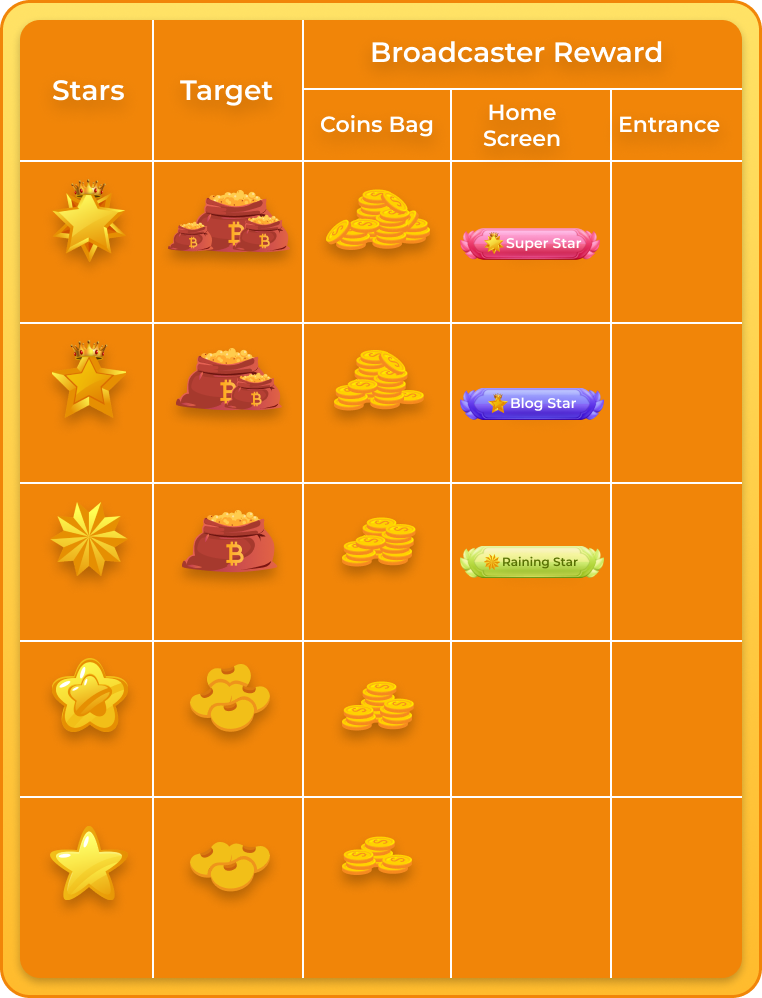 Broadcaster Reward
Stars
Target
Coins Bag
Home
Screen
Entrance
Super Star
Blog Star
Raining Star